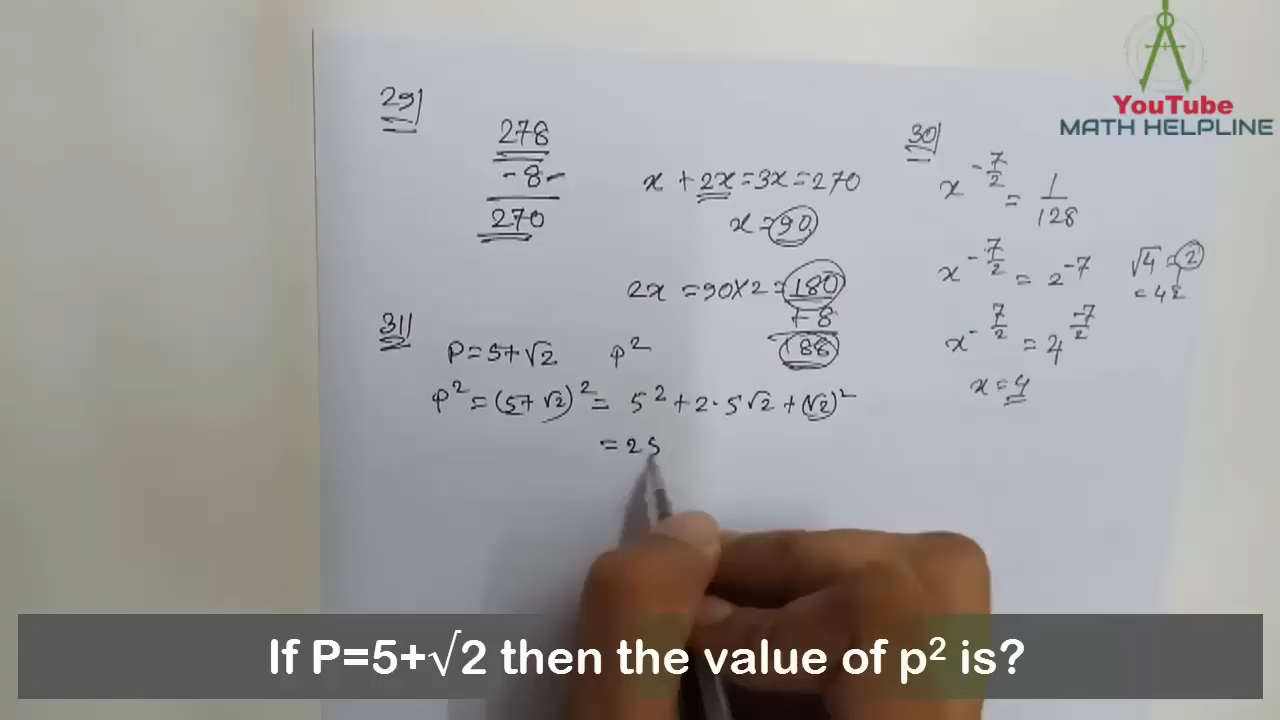 29|
278
-8-
270
x + 2x = 3x = 270
x = 90
2x = 90×2 = 180
+8
188
30|
x^-7/2 = 1/128
x^-7/2 = 2^-7
√4 = 2
= 4^½
x^-7/2 = 4^-7/2
x = 4
31|
P = 5+√2 P²
P² = (5+√2)² = 5² + 2·5√2 + (√2)²
= 25
YouTube
MATH HELPLINE
If P=5+√2 then the value of p² is?